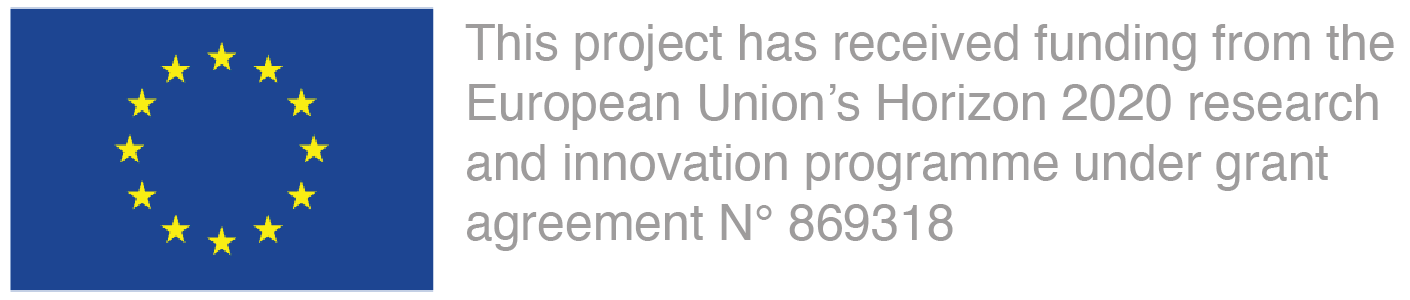 This project has received funding from the
European Union’s Horizon 2020 research
and innovation programme under grant
agreement N° 869318